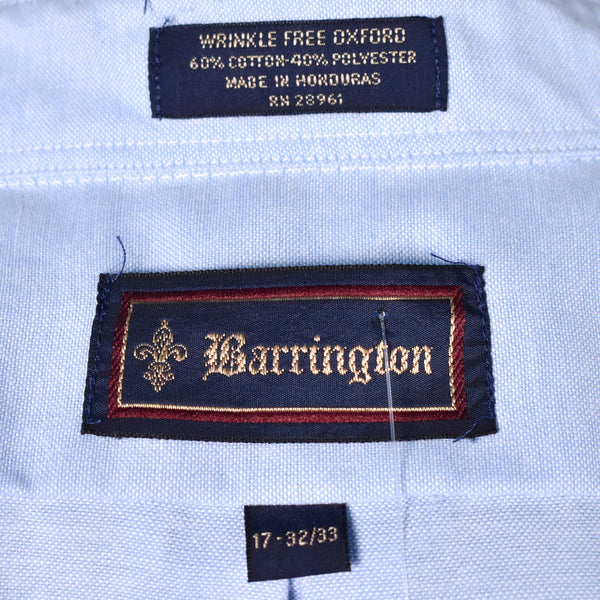 WRINKLE FREE OXFORD
60% COTTON-40% POLYESTER
MADE IN HONDURAS
RN 28961
Barrington
17-32/33